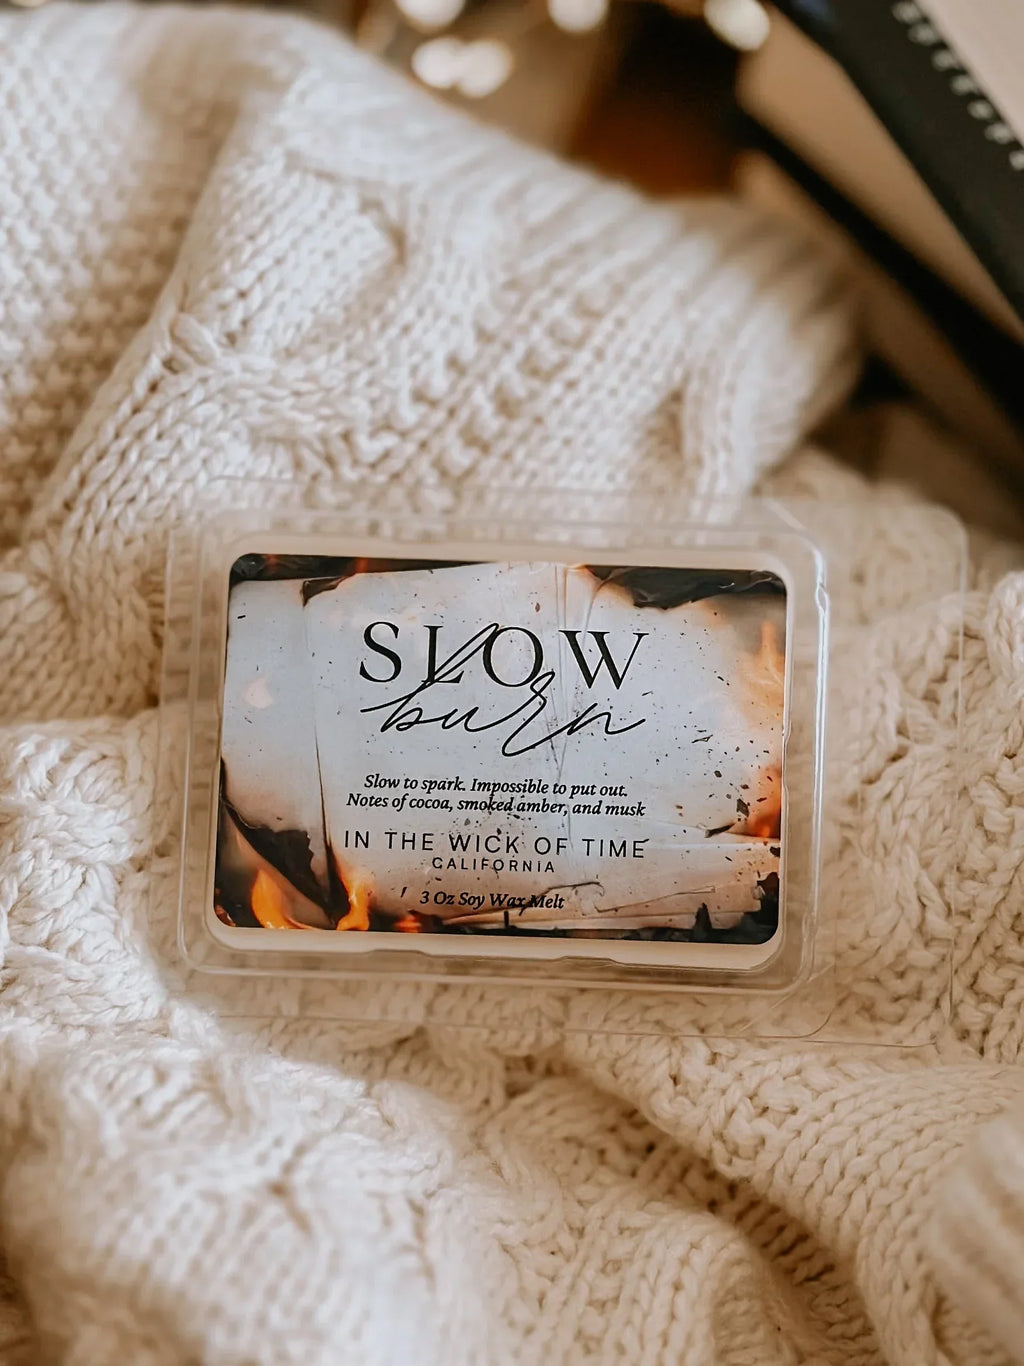 SLOW
burn
Slow to spark. Impossible to put out.
Notes of cocoa, smoked amber, and musk
IN THE WICK OF TIME
CALIFORNIA
3 Oz Soy Wax Melt